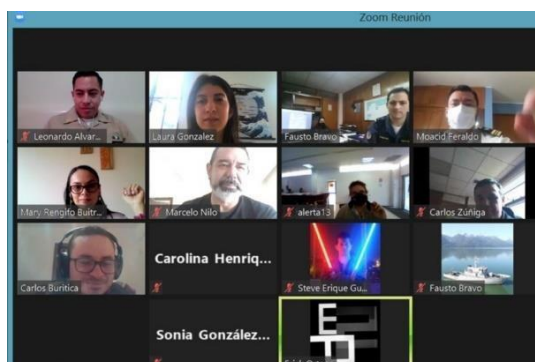 Zoom Reunión
Leonardo Alvar...
Laura Gonzalez
Fausto Bravo
Moacid Feraldo
Mary Rengifo Buitr...
Marcelo Nilo
alerta13
Carlos Zúñiga
Carlos Buritica
Carolina Henriq...
Steve Erique Gu...
Fausto Bravo
Sonia González...